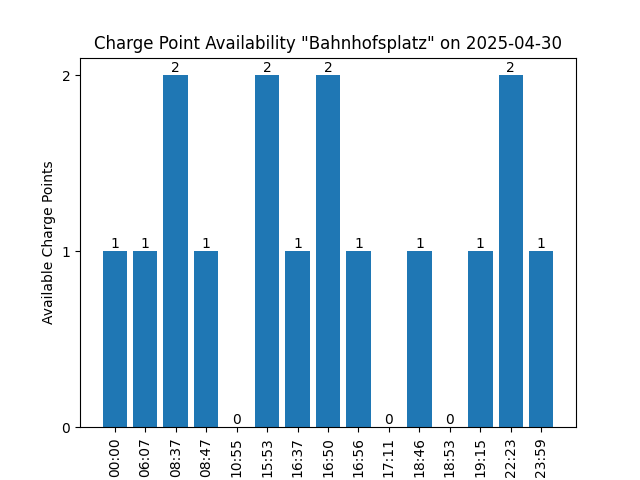 Charge Point Availability "Bahnhofsplatz" on 2025-04-30
Available Charge Points
2
1
0
1 1 2 1 0 2 1 2 1 0 1 0 1 2 1
00:00 06:07 08:37 08:47 10:55 15:53 16:37 16:50 16:56 17:11 18:46 18:53 19:15 22:23 23:59